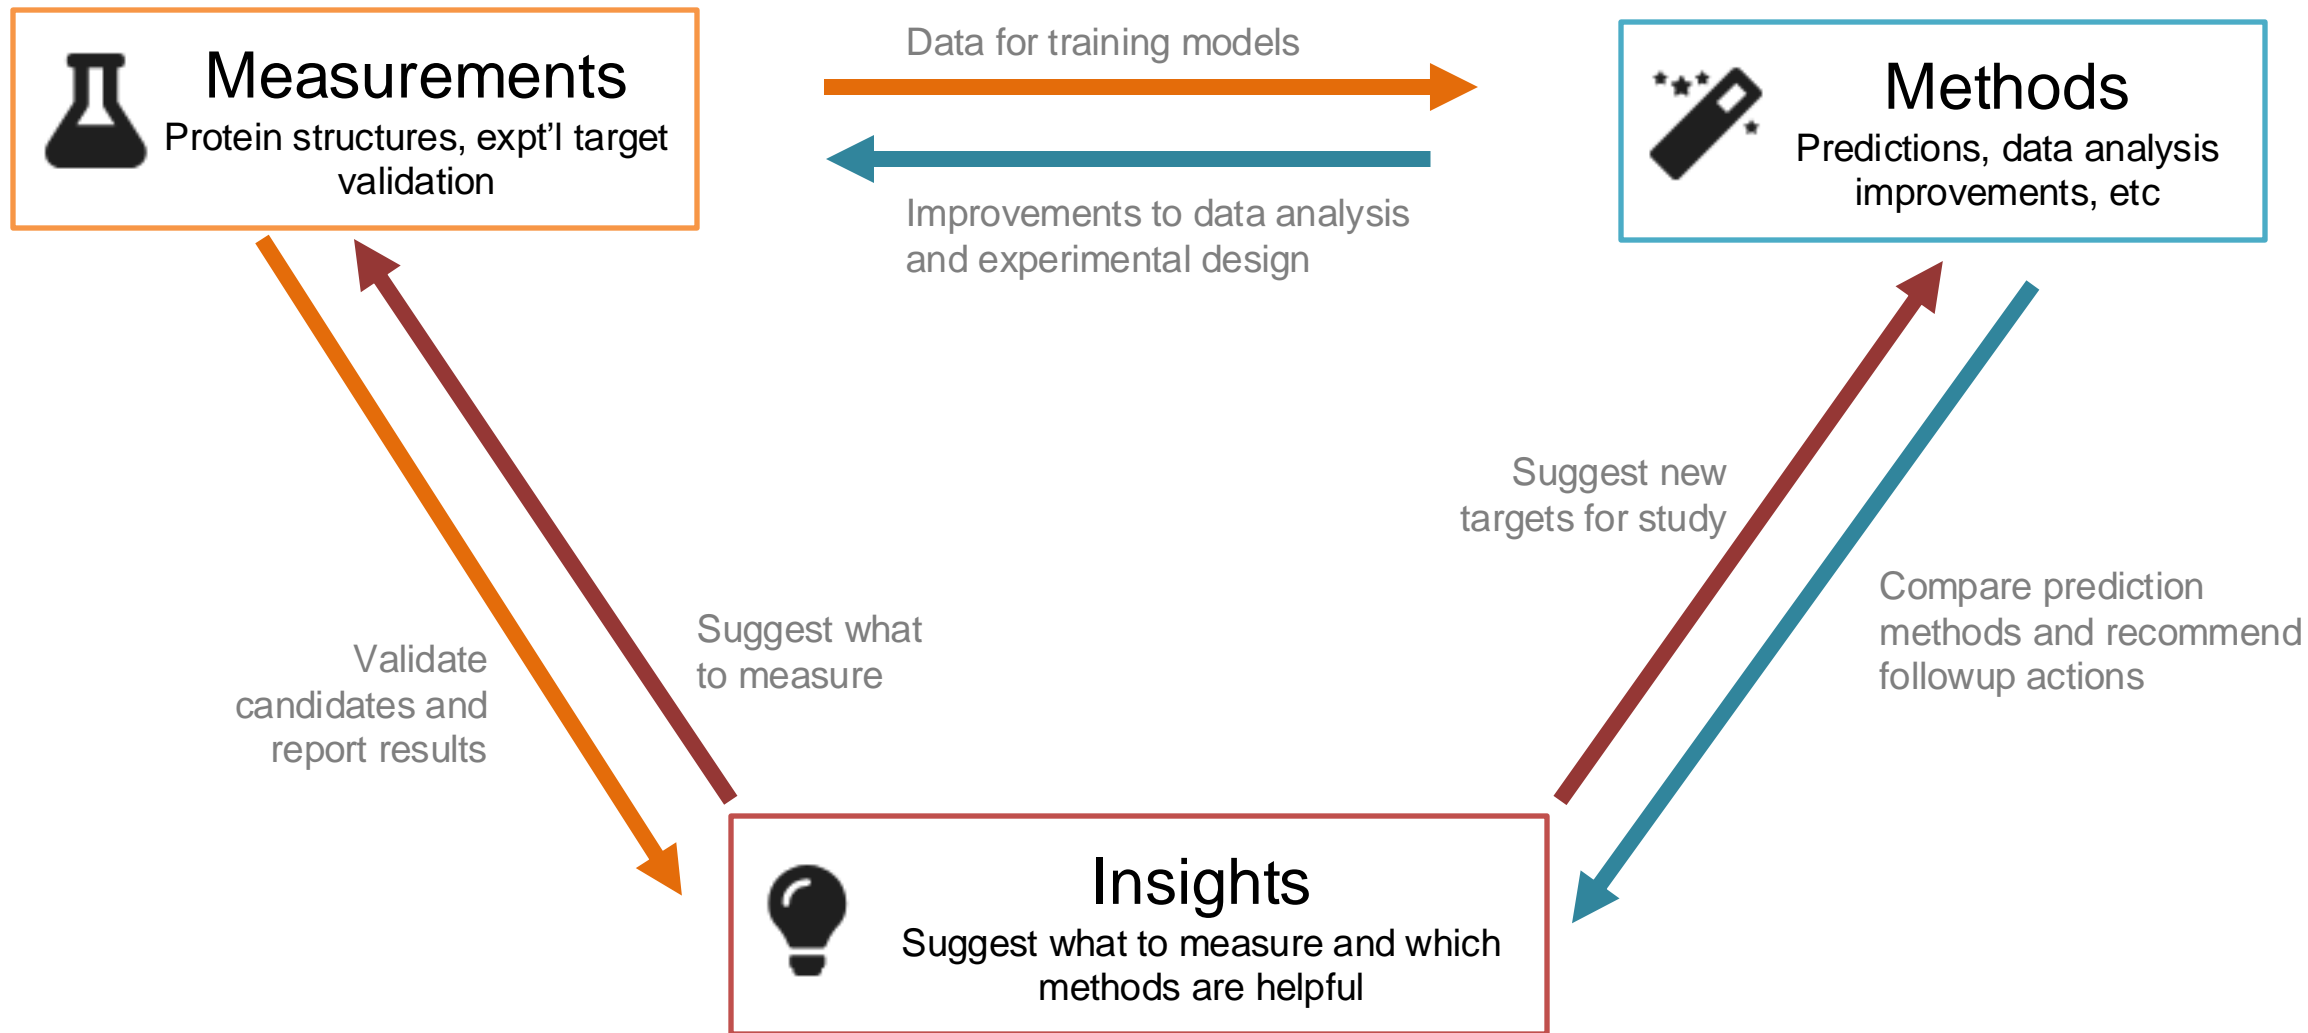 Measurements
Protein structures, expt’l target
validation
Data for training models
Improvements to data analysis
and experimental design
Methods
Predictions, data analysis
improvements, etc
Validate
candidates and
report results
Suggest what
to measure
Suggest new
targets for study
Compare prediction
methods and recommend
followup actions
Insights
Suggest what to measure and which
methods are helpful